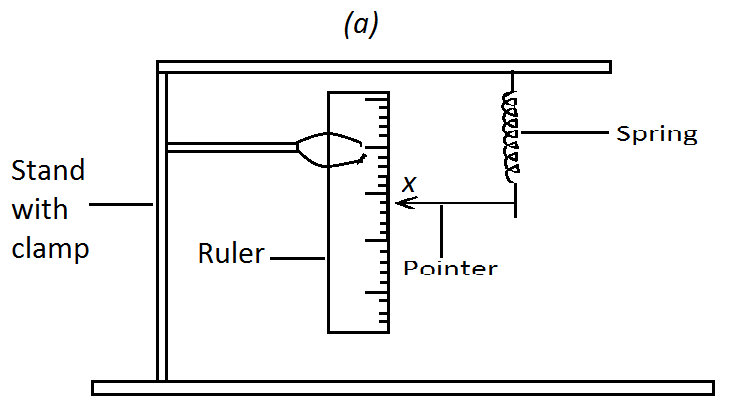 (a)
Spring
Stand
with
clamp
x
Ruler
Pointer